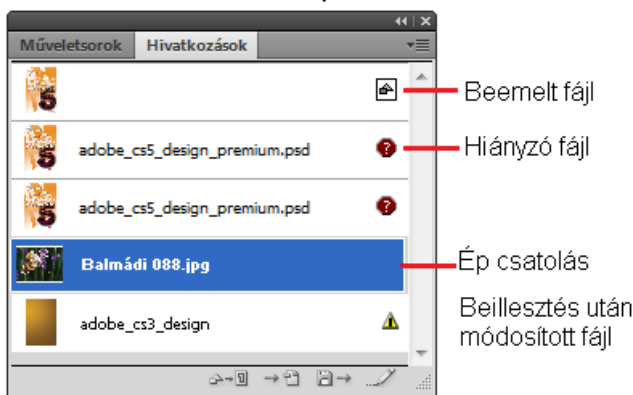 Műveletsorok Hivatkozások
Beemelt fájl
adobe_cs5_design_premium.psd
Hiányzó fájl
adobe_cs5_design_premium.psd
Balmádi 088.jpg
Ép csatolás
adobe_cs3_design
Beillesztés után
módosított fájl